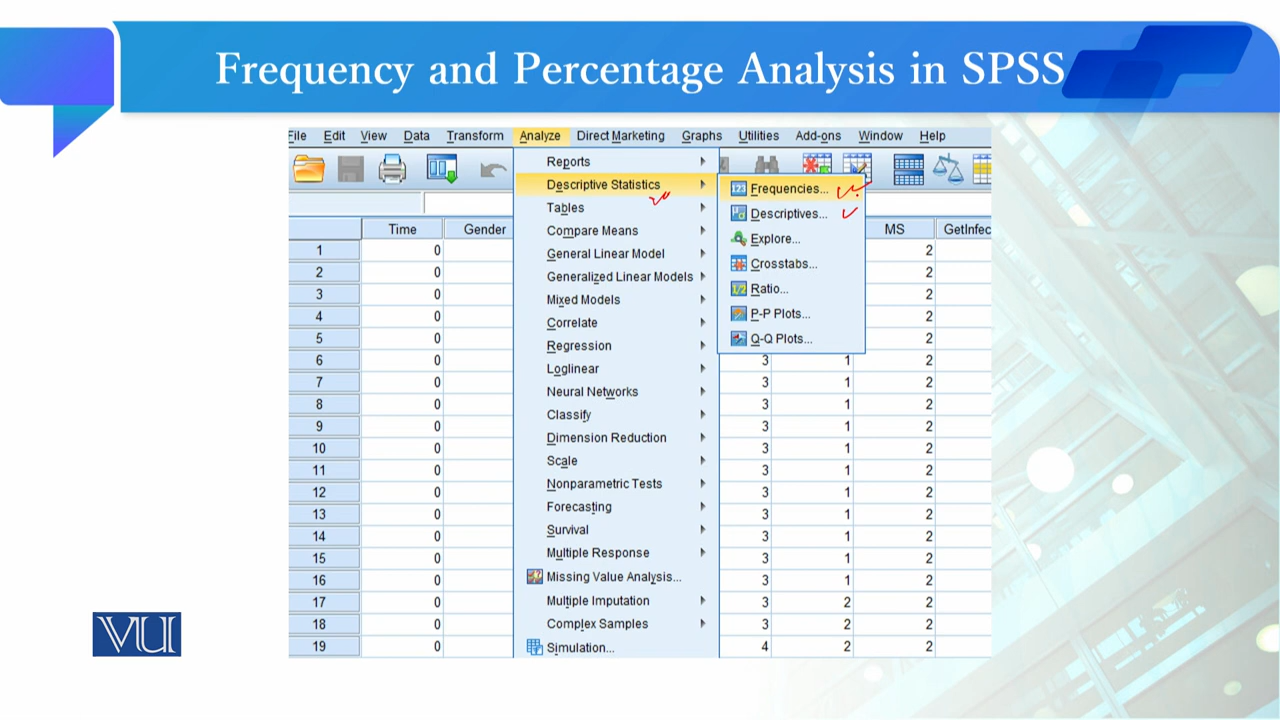 Frequency and Percentage Analysis in SPSS
File Edit View Data Transform Analyze Direct Marketing Graphs Utilities Add-ons Window Help
Reports
Descriptive Statistics
Tables
Compare Means
General Linear Model
Generalized Linear Models
Mixed Models
Correlate
Regression
Loglinear
Neural Networks
Classify
Dimension Reduction
Scale
Nonparametric Tests
Forecasting
Survival
Multiple Response
Missing Value Analysis...
Multiple Imputation
Complex Samples
Simulation...
Frequencies...
Descriptives...
Explore...
Crosstabs...
Ratio...
P-P Plots...
Q-Q Plots...
Time Gender MS GetInfec
1 0 2
2 0 2
3 0 2
4 0 2
5 0 2
6 0 3 1 2
7 0 3 1 2
8 0 3 1 2
9 0 3 1 2
10 0 3 1 2
11 0 3 1 2
12 0 3 1 2
13 0 3 1 2
14 0 3 1 2
15 0 3 1 2
16 0 3 1 2
17 0 3 2 2
18 0 3 2 2
19 0 4 2 2
VU